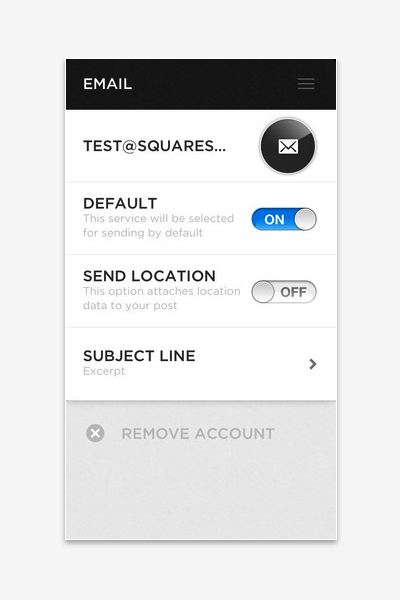 EMAIL
TEST@SQUARES...
DEFAULT
This service will be selected
for sending by default
ON
SEND LOCATION
This option attaches location
data to your post
OFF
SUBJECT LINE
Excerpt
REMOVE ACCOUNT